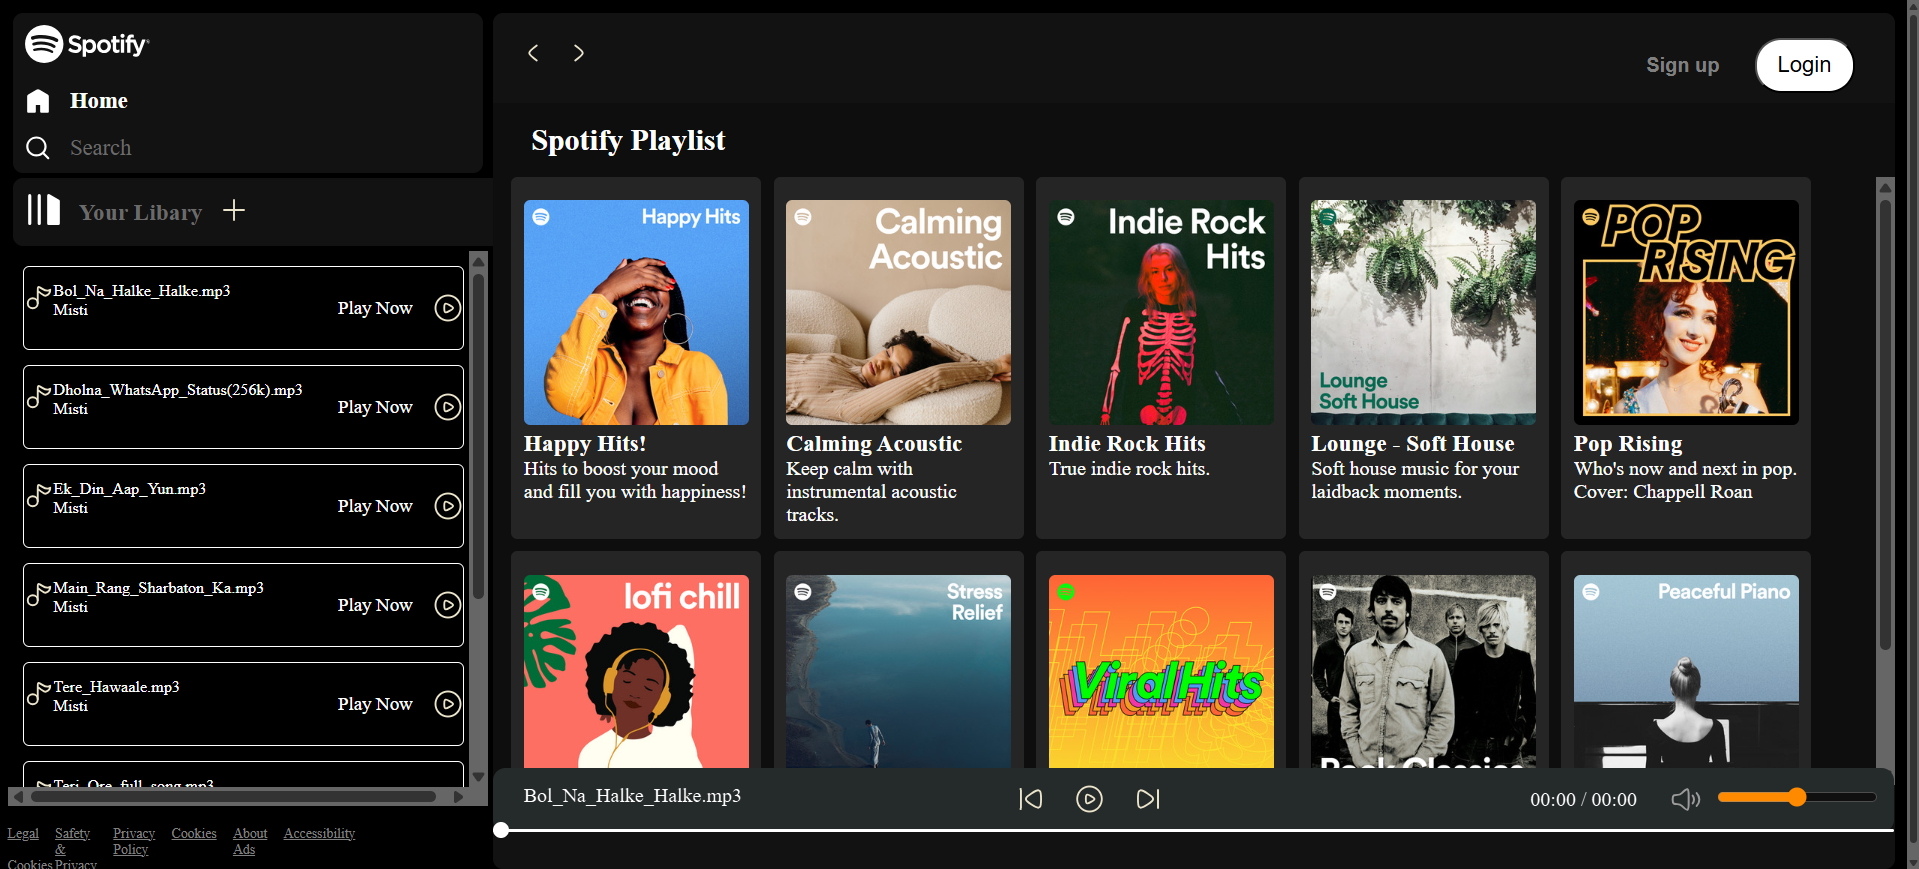 Spotify
Home
Search
Your Libary
Bol_Na_Halke_Halke.mp3
Misti
Play Now
Dholna_WhatsApp_Status(256k).mp3
Misti
Play Now
Ek_Din_Aap_Yun.mp3
Misti
Play Now
Main_Rang_Sharbaton_Ka.mp3
Misti
Play Now
Tere_Hawaale.mp3
Misti
Play Now
Teri_Ore_full_song.mp3
Legal
Safety
&
Privacy
Privacy
Policy
Cookies
About
Ads
Accessibility
Cookies
Sign up
Login
Spotify Playlist
Happy Hits
Happy Hits!
Hits to boost your mood
and fill you with happiness!
Calming
Acoustic
Calming Acoustic
Keep calm with
instrumental acoustic
tracks.
Indie Rock
Hits
Indie Rock Hits
True indie rock hits.
Lounge
Soft House
Lounge - Soft House
Soft house music for your
laidback moments.
POP
RISING
Pop Rising
Who's now and next in pop.
Cover: Chappell Roan
lofi chill
Stress
Relief
Viral Hits
Rock Classics
Peaceful Piano
Bol_Na_Halke_Halke.mp3
00:00 / 00:00